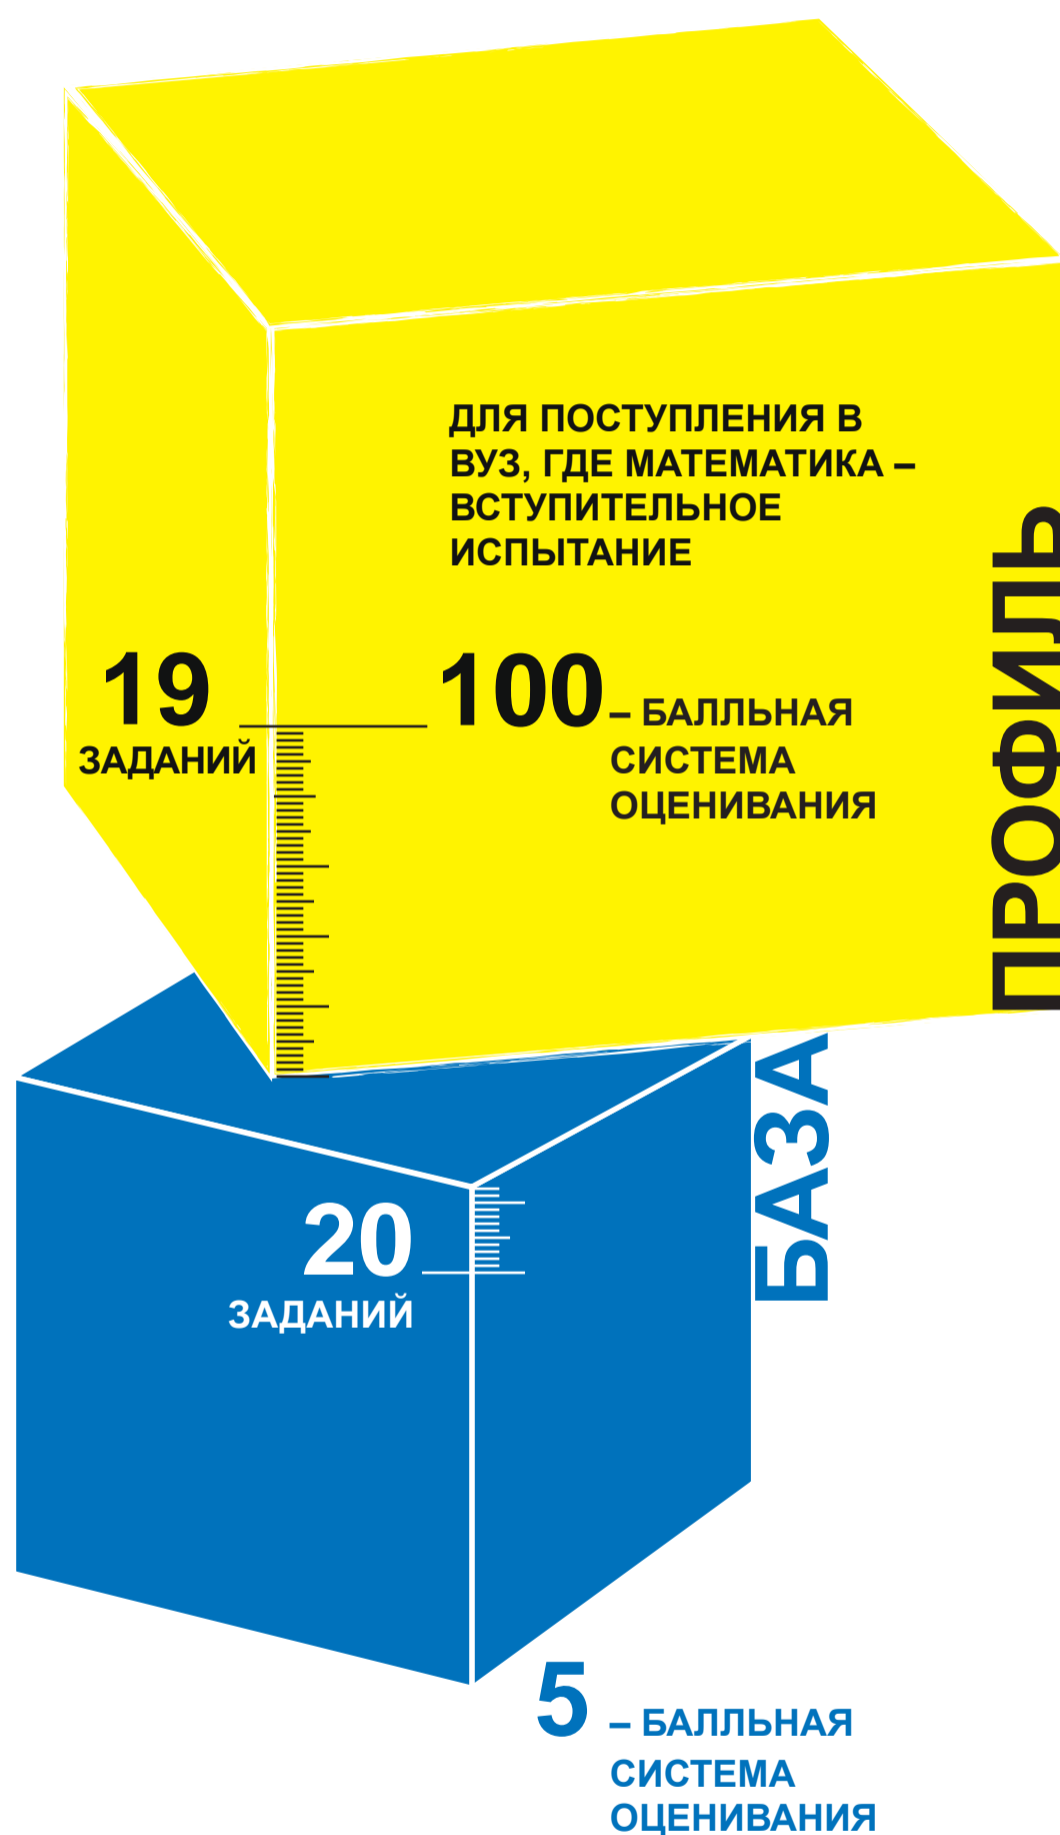 ДЛЯ ПОСТУПЛЕНИЯ В
ВУЗ, ГДЕ МАТЕМАТИКА –
ВСТУПИТЕЛЬНОЕ
ИСПЫТАНИЕ
ПРОФИЛЬ
19
ЗАДАНИЙ
100 – БАЛЛЬНАЯ
СИСТЕМА
ОЦЕНИВАНИЯ
БАЗА
20
ЗАДАНИЙ
5 – БАЛЛЬНАЯ
СИСТЕМА
ОЦЕНИВАНИЯ